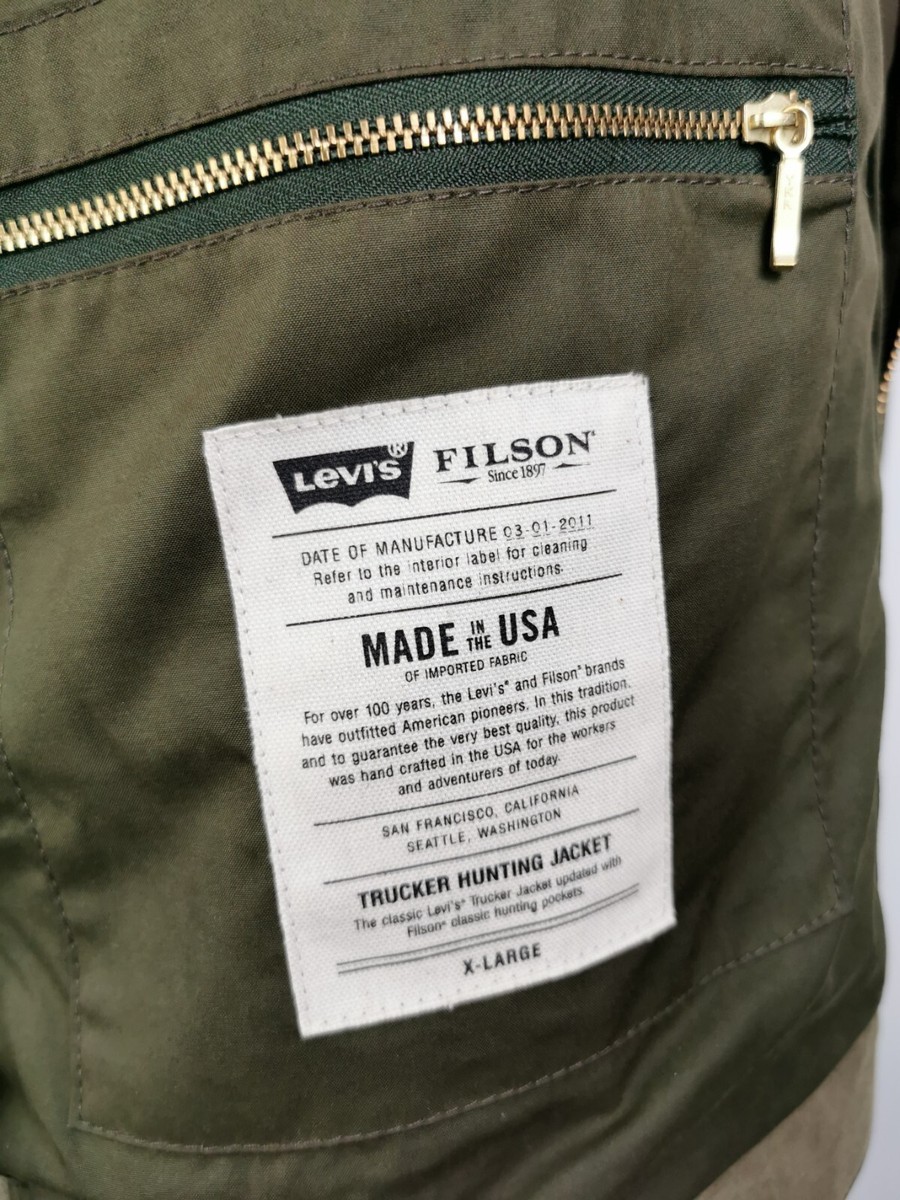 LEVI'S®
FILSON®
Since 1897
DATE OF MANUFACTURE 03-01-2011
Refer to the interior label for cleaning
and maintenance instructions.
MADE IN THE USA
OF IMPORTED FABRIC
For over 100 years, the Levi's® and Filson® brands
have outfitted American pioneers. In this tradition,
and to guarantee the very best quality, this product
was hand crafted in the USA for the workers
and adventurers of today.
SAN FRANCISCO, CALIFORNIA
SEATTLE, WASHINGTON
TRUCKER HUNTING JACKET
The classic Levi's® Trucker Jacket updated with
Filson® classic hunting pockets.
X-LARGE